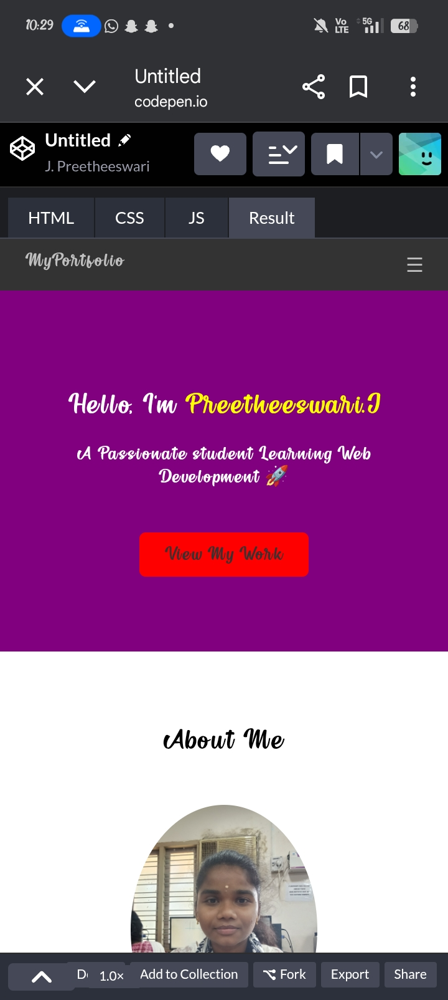 10:29
Vo
LTE
5G
68
Untitled
codepen.io
Untitled
J. Preetheeswari
HTML CSS JS Result
MyPortfolio
Hello, I'm Preetheeswari.J
A Passionate student Learning Web
Development 🚀
View My Work
About Me
1.0× Add to Collection Fork Export Share